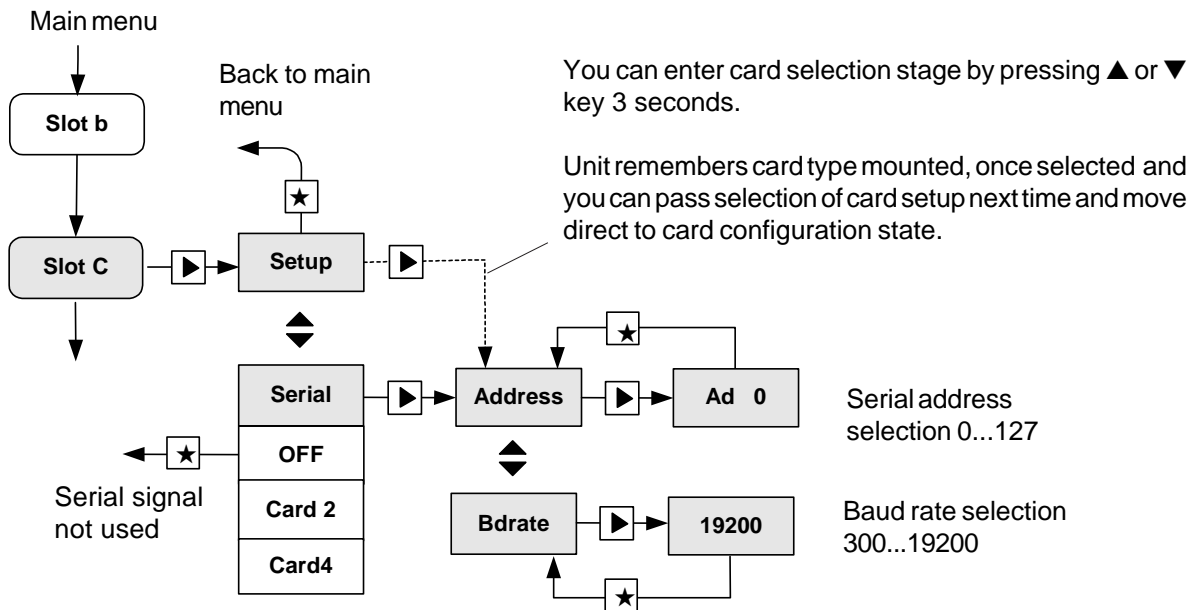 Main menu
Slot b
Slot C
Back to main
menu
Setup
You can enter card selection stage by pressing ▲ or ▼
key 3 seconds.
Unit remembers card type mounted, once selected and
you can pass selection of card setup next time and move
direct to card configuration state.
Serial
OFF
Card 2
Card4
Serial signal
not used
Address
Ad 0
Serial address
selection 0...127
Bdrate
19200
Baud rate selection
300...19200